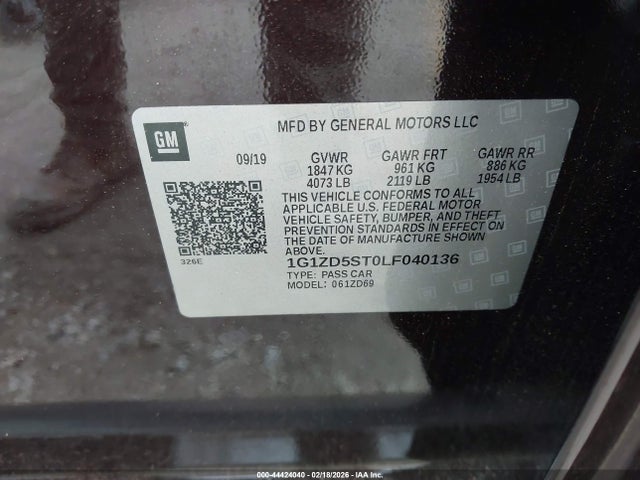 GM
MFD BY GENERAL MOTORS LLC
09/19 GVWR GAWR FRT GAWR RR
1847 KG 961 KG 886 KG
4073 LB 2119 LB 1954 LB
THIS VEHICLE CONFORMS TO ALL
APPLICABLE U.S. FEDERAL MOTOR
VEHICLE SAFETY, BUMPER, AND THEFT
PREVENTION STANDARDS IN EFFECT ON
THE DATE OF MANUFACTURE SHOWN
ABOVE.
326E
1G1ZD5ST0LF040136
TYPE: PASS CAR
MODEL: 061ZD69
000-44424040 - 02/18/2026 - IAA Inc.